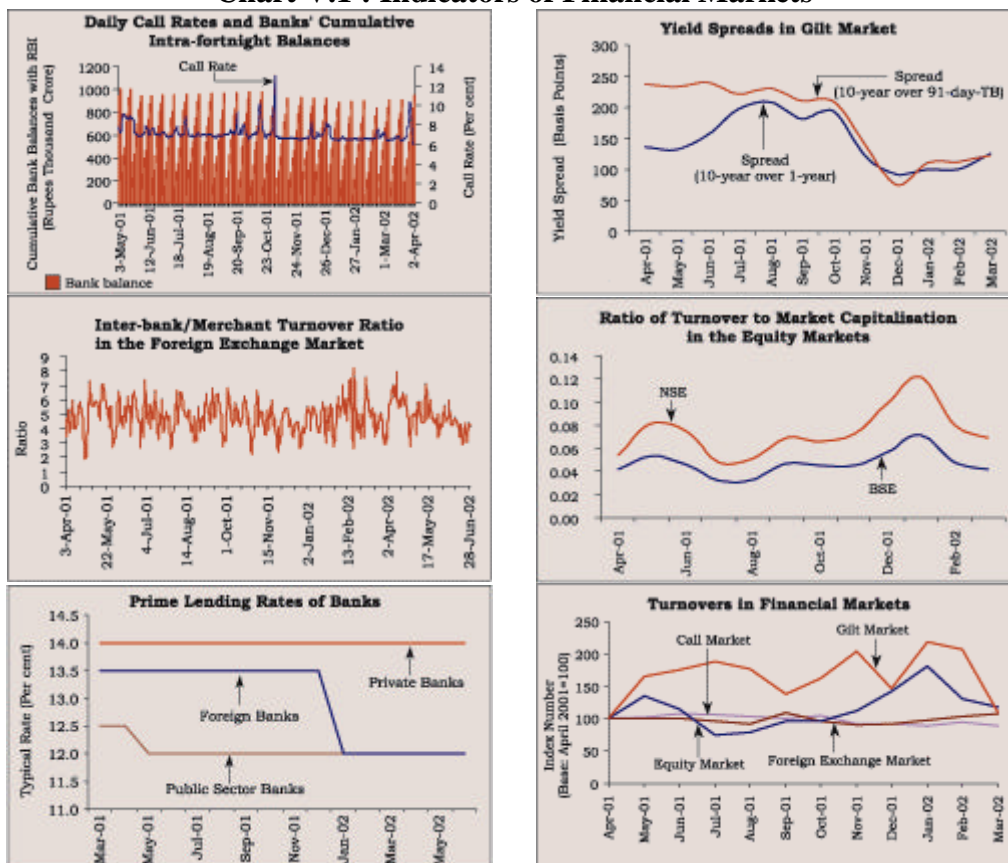 Chart V.1 : Indicators of Financial Markets
Daily Call Rates and Banks' Cumulative
Intra-fortnight Balances
Cumulative Bank Balances with RBI
(Rupees Thousand Crore)
1200
1000
800
600
400
200
0
Call Rate
14
12
10
8
6
4
2
0
Call Rate (Per cent)
3-May-01
12-Jun-01
18-Jul-01
19-Aug-01
20-Sep-01
23-Oct-01
24-Nov-01
26-Dec-01
27-Jan-02
1-Mar-02
2-Apr-02
Bank balance
Yield Spreads in Gilt Market
Yield Spread (Basis Points)
300
250
200
150
100
50
0
Spread
(10-year over 91-day-TB)
Spread
(10-year over 1-year)
Apr-01
May-01
Jun-01
Jul-01
Aug-01
Sep-01
Oct-01
Nov-01
Dec-01
Jan-02
Feb-02
Mar-02
Inter-bank/Merchant Turnover Ratio
in the Foreign Exchange Market
Ratio
9
8
7
6
5
4
3
2
1
0
3-Apr-01
22-May-01
4-Jul-01
14-Aug-01
1-Oct-01
15-Nov-01
2-Jan-02
13-Feb-02
2-Apr-02
17-May-02
28-Jun-02
Ratio of Turnover to Market Capitalisation
in the Equity Markets
0.14
0.12
0.10
0.08
0.06
0.04
0.02
0.00
NSE
BSE
Apr-01
Jun-01
Aug-01
Oct-01
Dec-01
Feb-02
Prime Lending Rates of Banks
Typical Rate (Per cent)
14.5
14.0
13.5
13.0
12.5
12.0
11.5
11.0
Private Banks
Foreign Banks
Public Sector Banks
Mar-01
May-01
Jul-01
Sep-01
Nov-01
Jan-02
Mar-02
May-02
Turnovers in Financial Markets
Index Number
(Base: April 2001=100)
250
200
150
100
50
0
Call Market
Gilt Market
Equity Market
Foreign Exchange Market
Apr-01
May-01
Jun-01
Jul-01
Aug-01
Sep-01
Oct-01
Nov-01
Dec-01
Jan-02
Feb-02
Mar-02